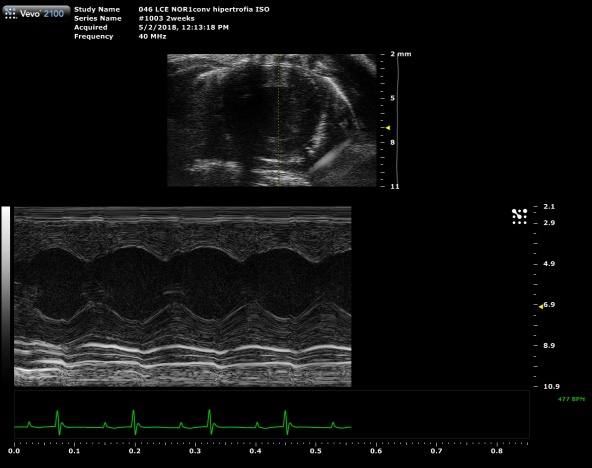 Vevo 2100
Study Name 046 LCE NOR1conv hipertrofia ISO
Series Name #1003 2weeks
Acquired 5/2/2018, 12:13:18 PM
Frequency 40 MHz
2 mm
5
8
11
2.1
2.9
4.9
6.9
8.9
10.9
477 BPM
0.0 0.1 0.2 0.3 0.4 0.5 0.6 0.7 0.8